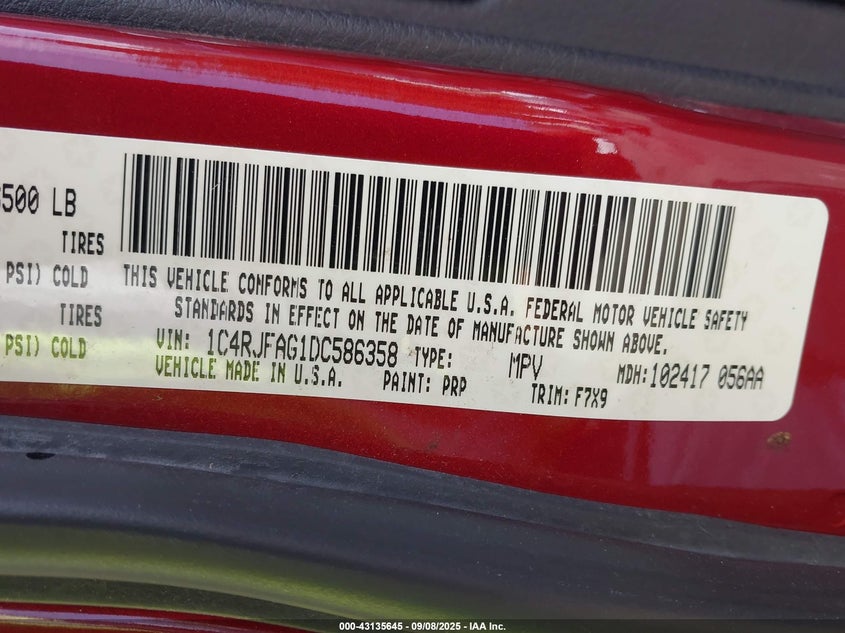 500 LB
TIRES
PSI) COLD
TIRES
PSI) COLD
THIS VEHICLE CONFORMS TO ALL APPLICABLE U.S.A. FEDERAL MOTOR VEHICLE SAFETY
STANDARDS IN EFFECT ON THE DATE OF MANUFACTURE SHOWN ABOVE.
VIN: 1C4RJFAG1DC586358 TYPE: MPV MDH:102417 056AA
VEHICLE MADE IN U.S.A. PAINT: PRP TRIM: F7X9
000-43135645 - 09/08/2025 - IAA Inc.